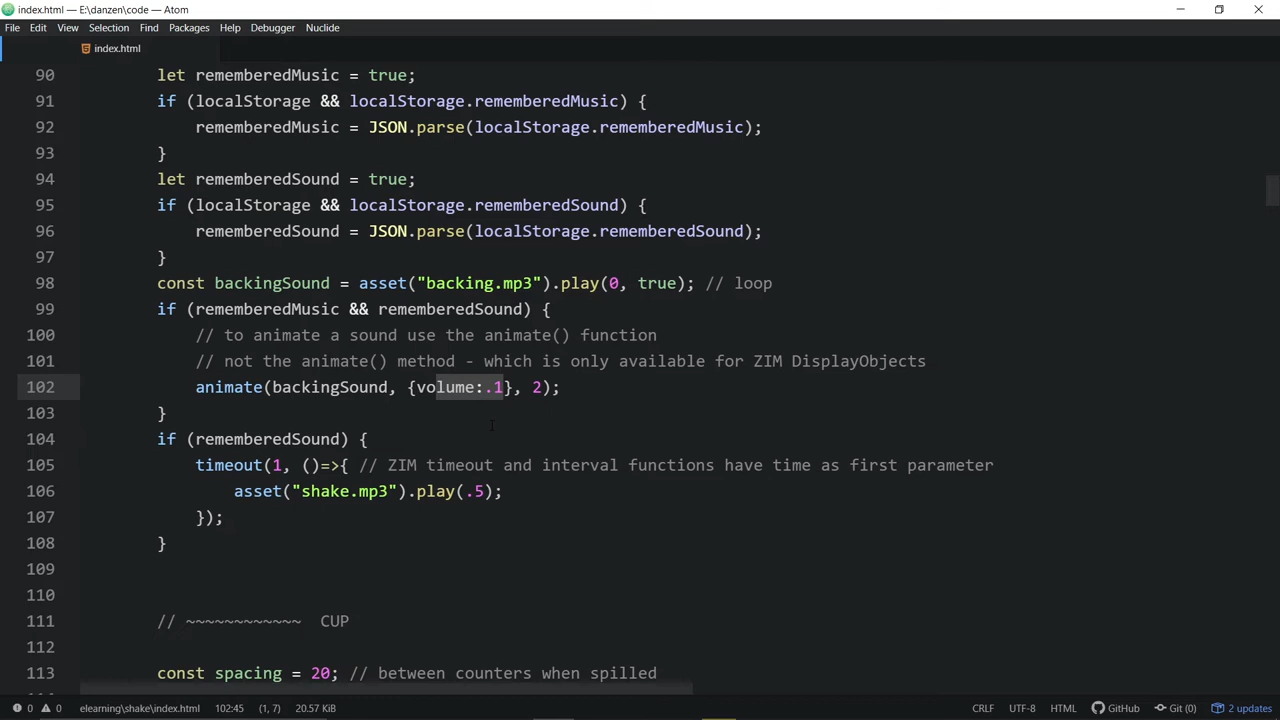 index.html — E:\danzen\code — Atom
File Edit View Selection Find Packages Help Debugger Nuclide
index.html
90 let rememberedMusic = true;
91 if (localStorage && localStorage.rememberedMusic) {
92 rememberedMusic = JSON.parse(localStorage.rememberedMusic);
93 }
94 let rememberedSound = true;
95 if (localStorage && localStorage.rememberedSound) {
96 rememberedSound = JSON.parse(localStorage.rememberedSound);
97 }
98 const backingSound = asset("backing.mp3").play(0, true); // loop
99 if (rememberedMusic && rememberedSound) {
100 // to animate a sound use the animate() function
101 // not the animate() method - which is only available for ZIM DisplayObjects
102 animate(backingSound, {volume:.1}, 2);
103 }
104 if (rememberedSound) {
105 timeout(1, ()=>{ // ZIM timeout and interval functions have time as first parameter
106 asset("shake.mp3").play(.5);
107 });
108 }
109
110
111 // ~~~~~~~~~~~~ CUP
112
113 const spacing = 20; // between counters when spilled
0 0 elearning\shake\index.html 102:45 (1, 7) 20.57 KiB CRLF UTF-8 HTML GitHub Git (0) 2 updates